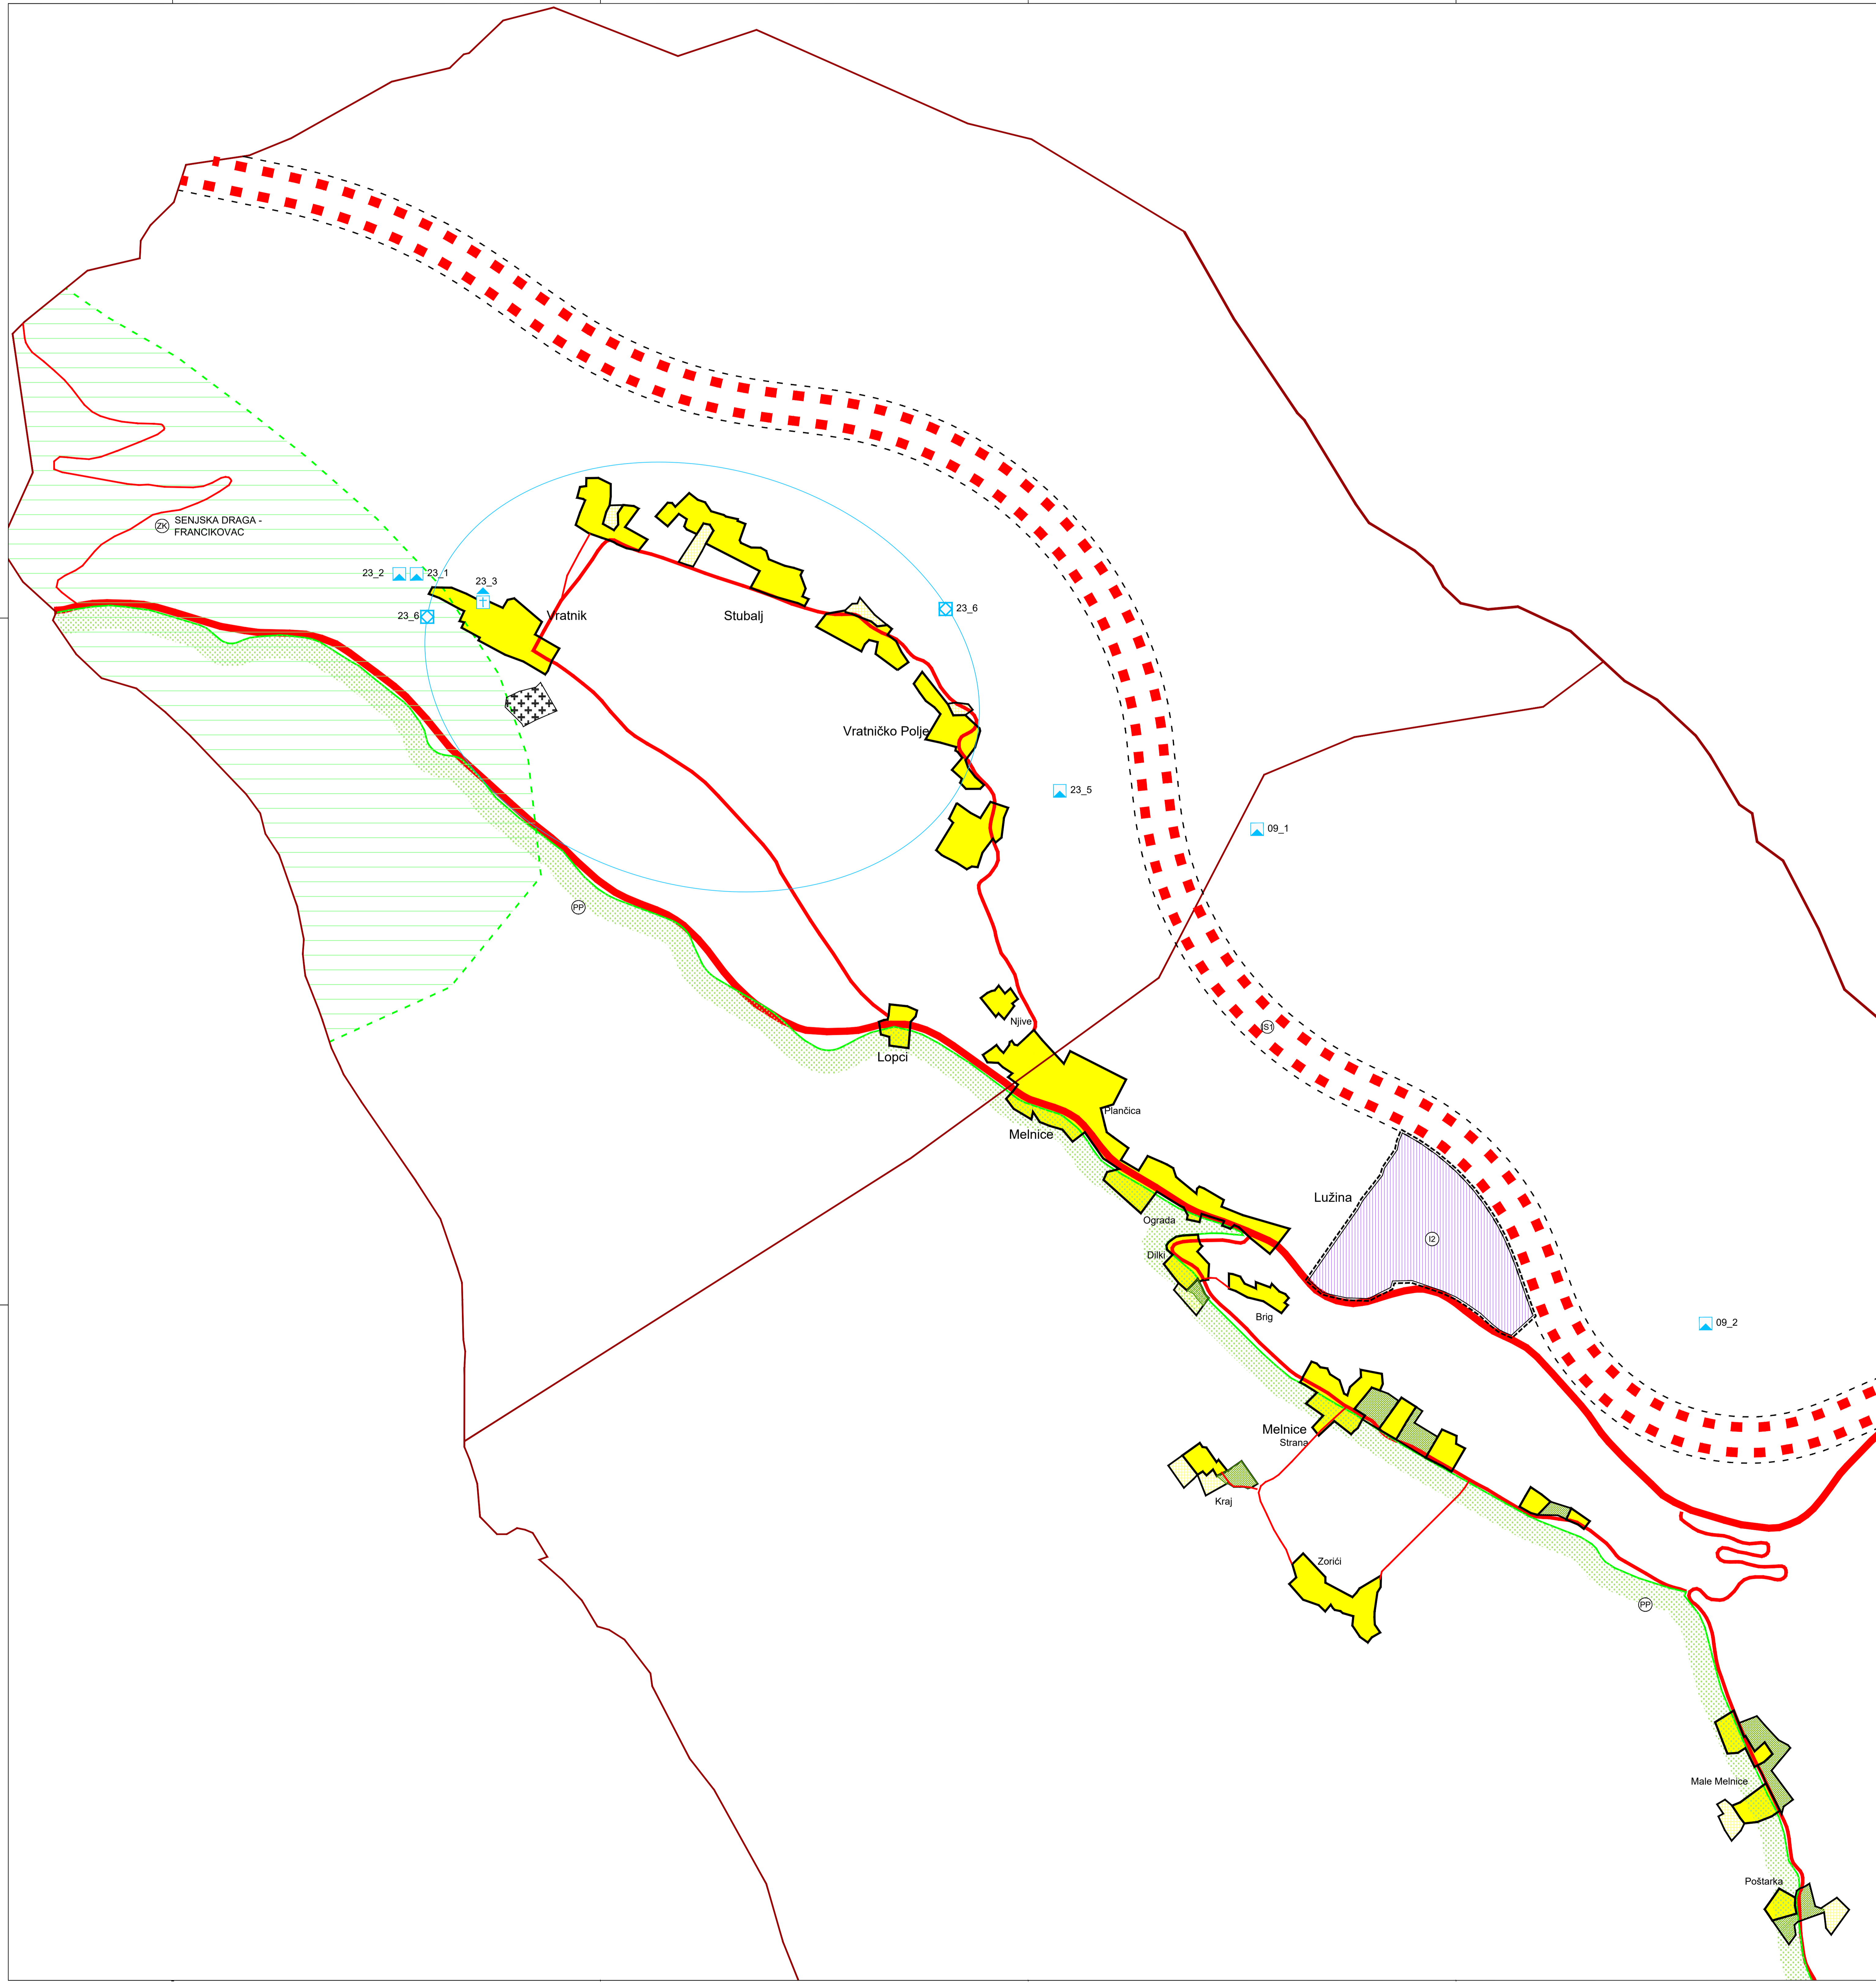 ZK
SENJSKA DRAGA -
FRANCIKOVAC
23_2
23_1
23_3
23_6
Vratnik
Stubalj
23_6
Vratničko Polje
23_5
09_1
PP
Njive
IS1
Lopci
Plančica
Melnice
Lužina
Ograda
I2
Dilki
Brig
09_2
Melnice
Strana
Kraj
Zorići
PP
Male Melnice
Poštarka